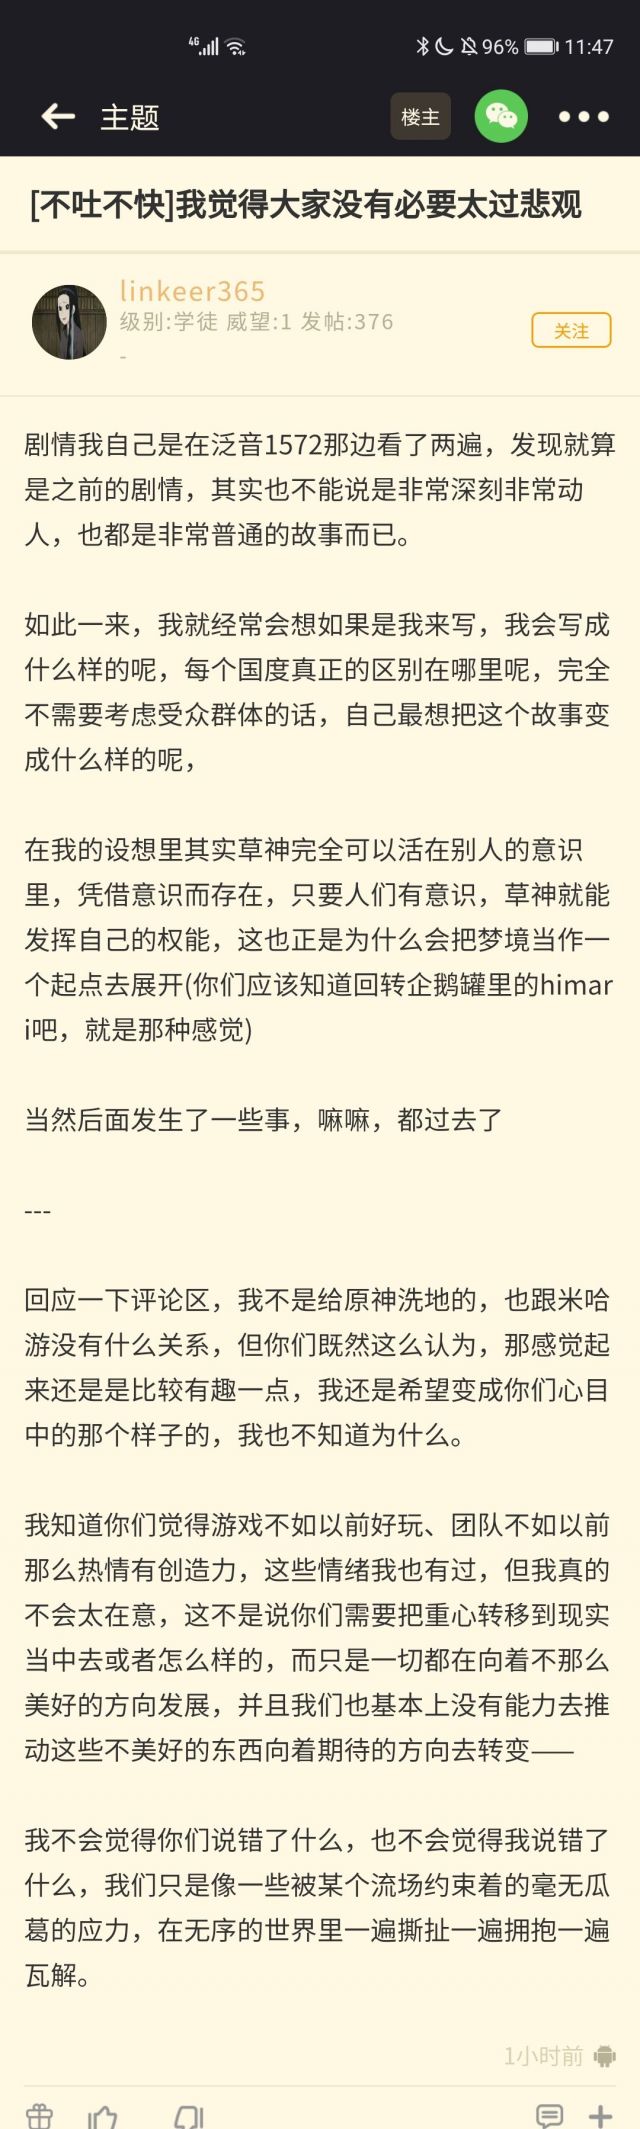 4G 96% 11:47
主题 楼主
[不吐不快]我觉得大家没有必要太过悲观
linkeer365
级别:学徒 威望:1 发帖:376
关注
-
剧情我自己是在泛音1572那边看了两遍，发现就算
是之前的剧情，其实也不能说是非常深刻非常动
人，也都是非常普通的故事而已。
如此一来，我就经常会想如果是我来写，我会写成
什么样的呢，每个国度真正的区别在哪里呢，完全
不需要考虑受众群体的话，自己最想把这个故事变
成什么样的呢，
在我的设想里其实草神完全可以活在别人的意识
里，凭借意识而存在，只要人们有意识，草神就能
发挥自己的权能，这也正是为什么会把梦境当作一
个起点去展开(你们应该知道回转企鹅罐里的himar
i吧，就是那种感觉)
当然后面发生了一些事，嘛嘛，都过去了
---
回应一下评论区，我不是给原神洗地的，也跟米哈
游没有什么关系，但你们既然这么认为，那感觉起
来还是是比较有趣一点，我还是希望变成你们心目
中的那个样子的，我也不知道为什么。
我知道你们觉得游戏不如以前好玩、团队不如以前
那么热情有创造力，这些情绪我也有过，但我真的
不会太在意，这不是说你们需要把重心转移到现实
当中去或者怎么样的，而只是一切都在向着不那么
美好的方向发展，并且我们也基本上没有能力去推
动这些不美好的东西向着期待的方向去转变——
我不会觉得你们说错了什么，也不会觉得我说错了
什么，我们只是像一些被某个流场约束着的毫无瓜
葛的应力，在无序的世界里一遍撕扯一遍拥抱一遍
瓦解。
1小时前